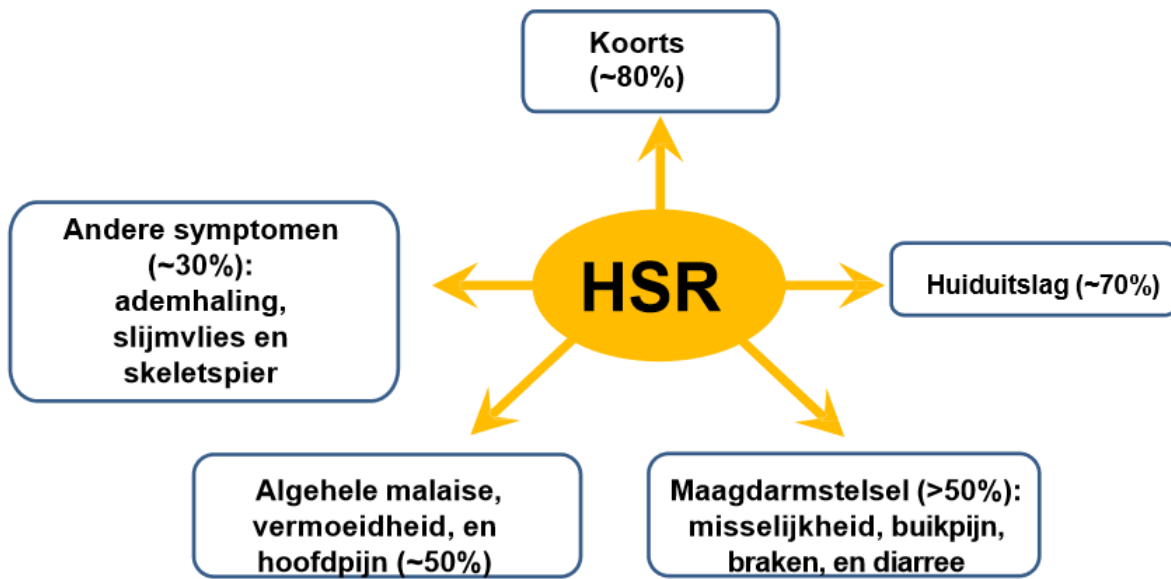 Koorts
(~80%)
Andere symptomen
(~30%):
ademhaling,
slijmvlies en
skeletspier
HSR
Huiduitslag (~70%)
Algehele malaise,
vermoeidheid, en
hoofdpijn (~50%)
Maagdarmstelsel (>50%):
misselijkheid, buikpijn,
braken, en diarree